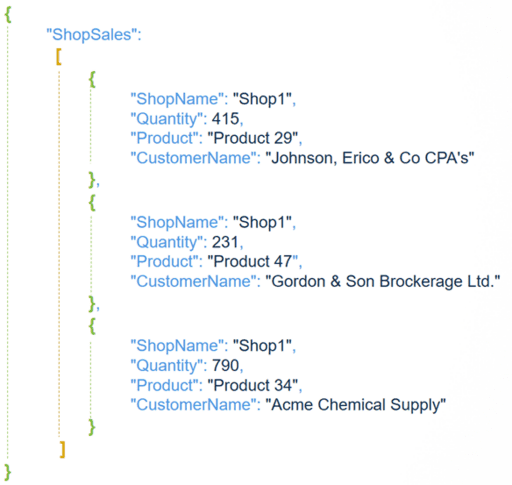 {
"ShopSales":
[
{
"ShopName": "Shop1",
"Quantity": 415,
"Product": "Product 29",
"CustomerName": "Johnson, Erico & Co CPA's"
},
{
"ShopName": "Shop1",
"Quantity": 231,
"Product": "Product 47",
"CustomerName": "Gordon & Son Brockerage Ltd."
},
{
"ShopName": "Shop1",
"Quantity": 790,
"Product": "Product 34",
"CustomerName": "Acme Chemical Supply"
}
]
}